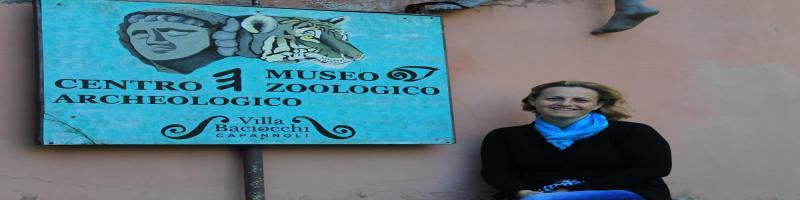 CENTRO
ARCHEOLOGICO
MUSEO
ZOOLOGICO
Villa
Baciocchi
CAPANNOLI